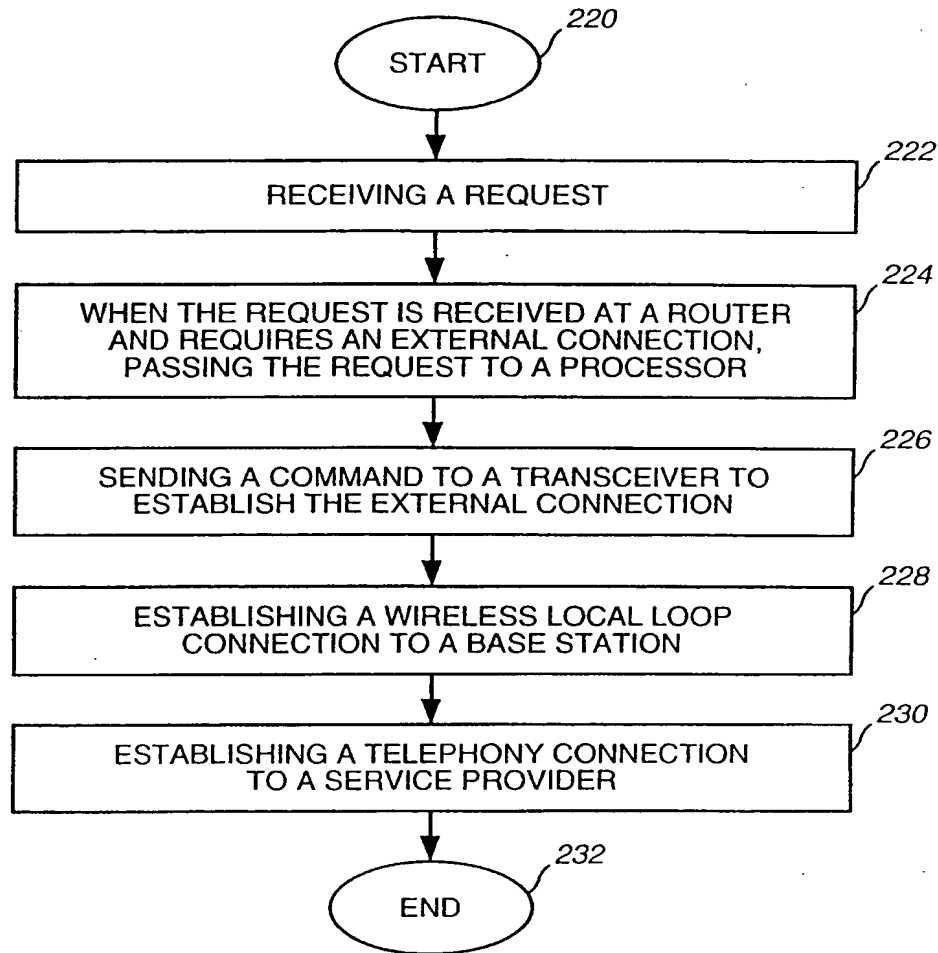 220
START
222
RECEIVING A REQUEST
224
WHEN THE REQUEST IS RECEIVED AT A ROUTER
AND REQUIRES AN EXTERNAL CONNECTION,
PASSING THE REQUEST TO A PROCESSOR
226
SENDING A COMMAND TO A TRANSCEIVER TO
ESTABLISH THE EXTERNAL CONNECTION
228
ESTABLISHING A WIRELESS LOCAL LOOP
CONNECTION TO A BASE STATION
230
ESTABLISHING A TELEPHONY CONNECTION
TO A SERVICE PROVIDER
232
END